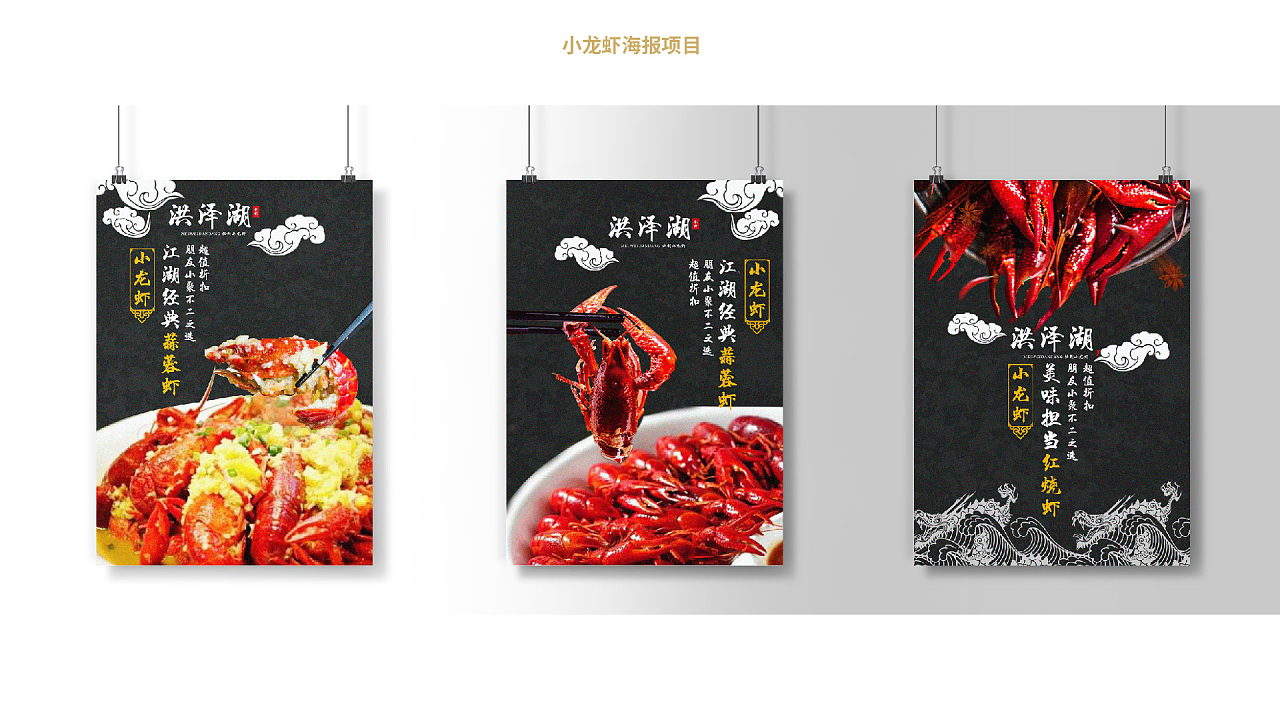 小龙虾海报项目
洪泽湖
小龙虾
江湖经典蒜蓉虾
朋友小聚不二之选
超值折扣
洪泽湖
小龙虾
江湖经典蒜蓉虾
朋友小聚不二之选
超值折扣
洪泽湖
小龙虾
美味担当红烧虾
朋友小聚不二之选
超值折扣